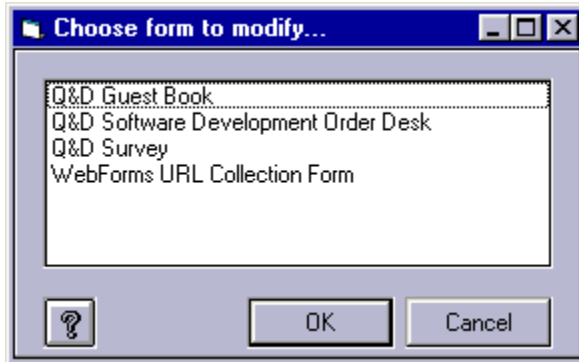 Choose form to modify...
Q&D Guest Book
Q&D Software Development Order Desk
Q&D Survey
WebForms URL Collection Form
?
OK
Cancel